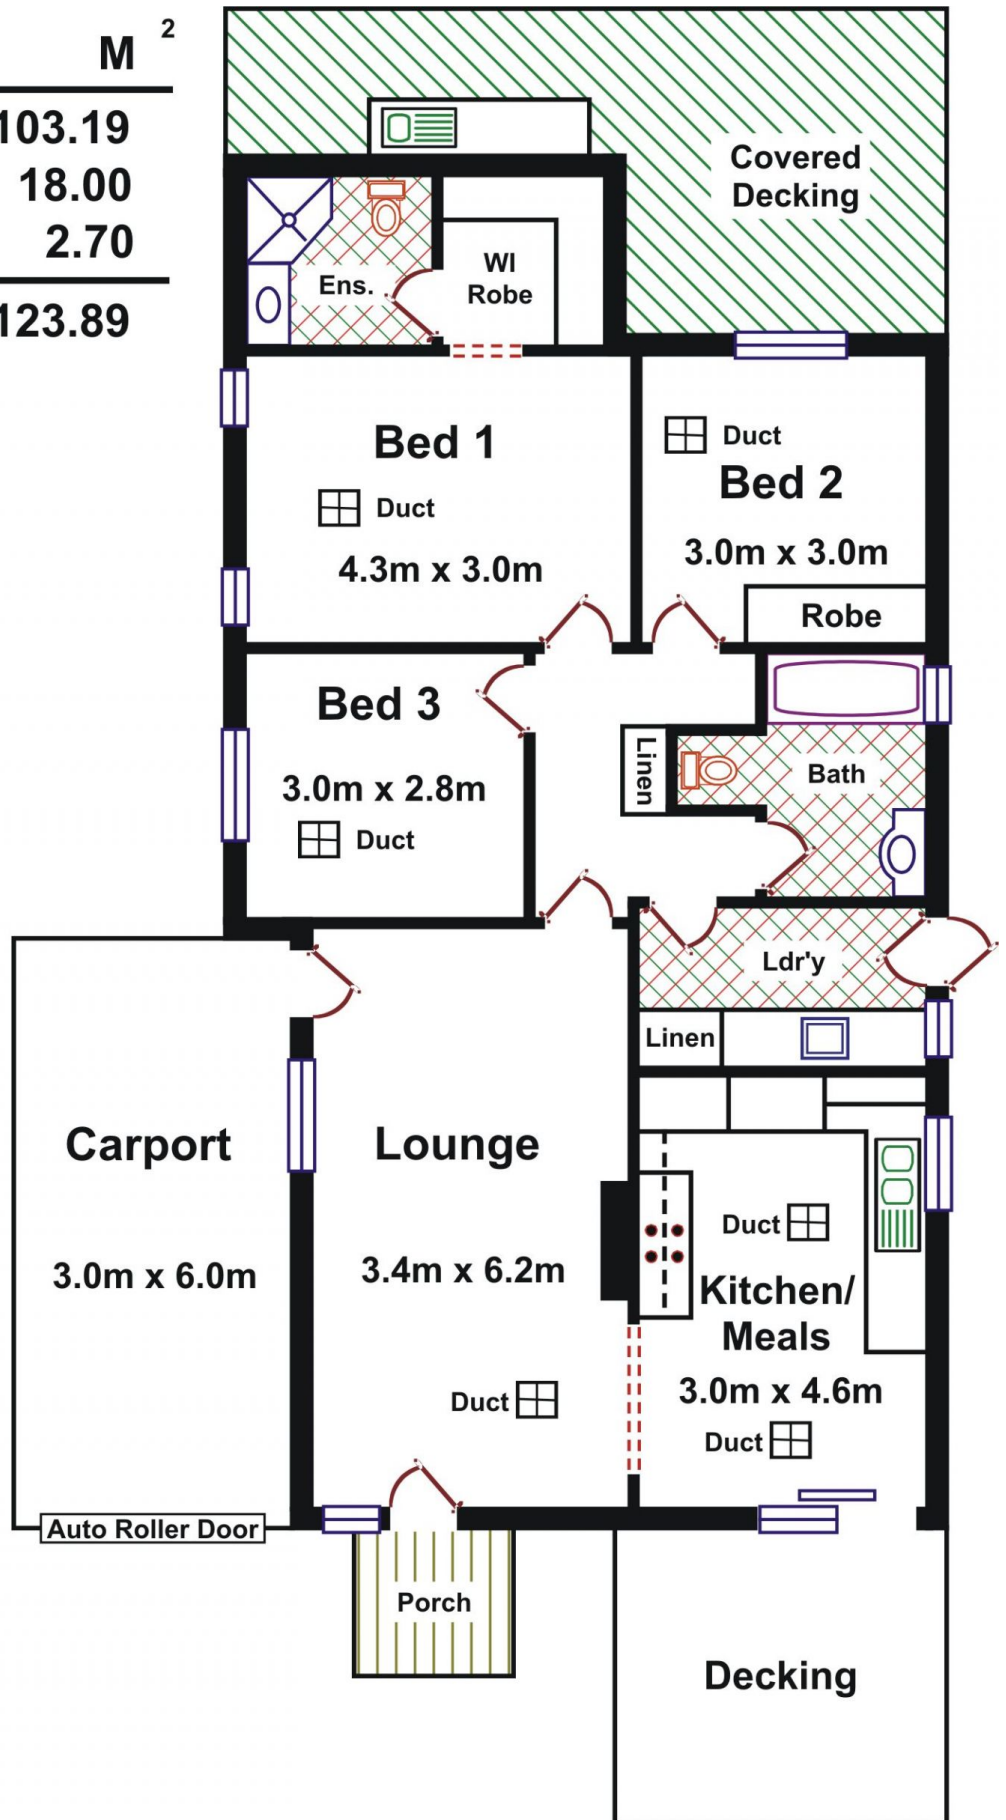 M ²
103.19
18.00
2.70
123.89
Covered
Decking
Ens.
WI
Robe
Bed 1
Duct
4.3m x 3.0m
Duct
Bed 2
3.0m x 3.0m
Robe
Bed 3
3.0m x 2.8m
Duct
Linen
Bath
Ldr'y
Linen
Carport
3.0m x 6.0m
Auto Roller Door
Lounge
3.4m x 6.2m
Duct
Duct
Kitchen/
Meals
3.0m x 4.6m
Duct
Porch
Decking